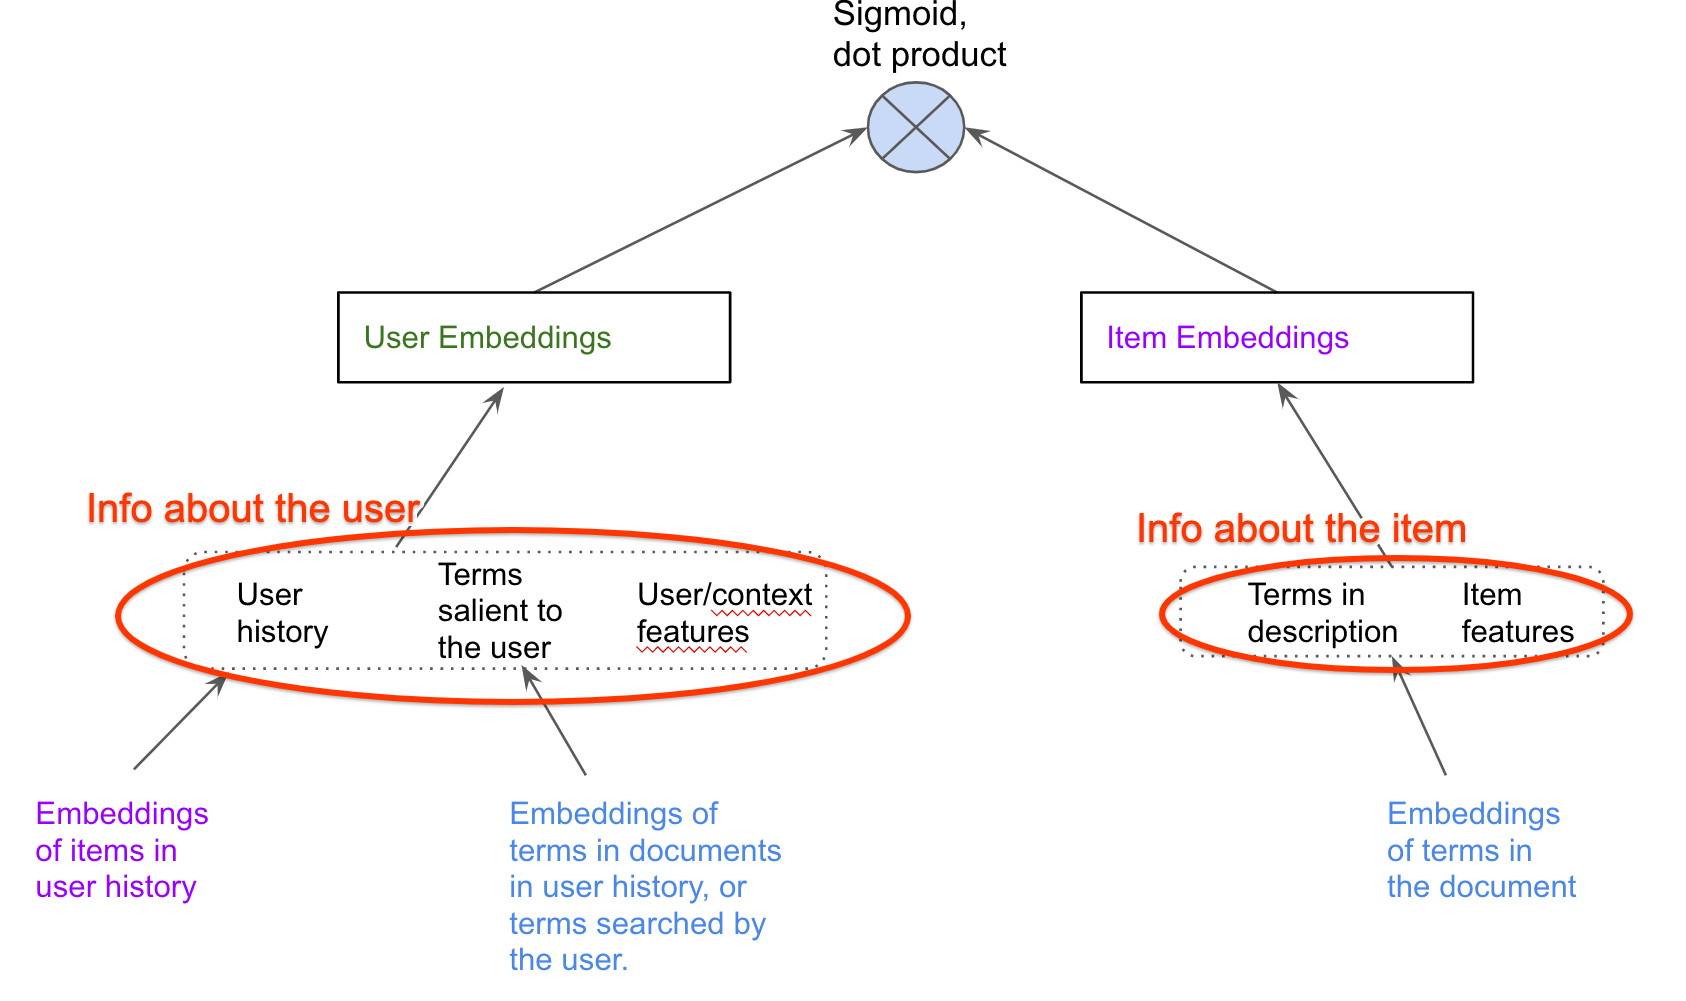 Sigmoid,
dot product
User Embeddings
Item Embeddings
Info about the user
Info about the item
User
history
Terms
salient to
the user
User/context
features
Terms in
description
Item
features
Embeddings
of items in
user history
Embeddings of
terms in documents
in user history, or
terms searched by
the user.
Embeddings
of terms in
the document